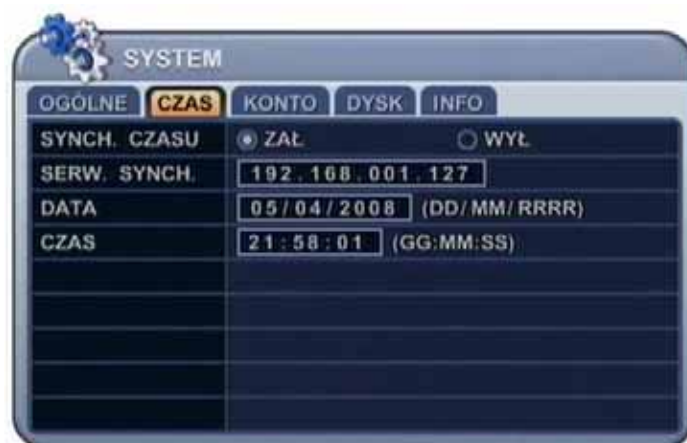 SYSTEM
OGÓLNE CZAS KONTO DYSK INFO
SYNCH. CZASU ZAŁ WYŁ
SERW. SYNCH. 192.168.001.127
DATA 05/04/2008 (DD/MM/RRRR)
CZAS 21:58:01 (GG:MM:SS)